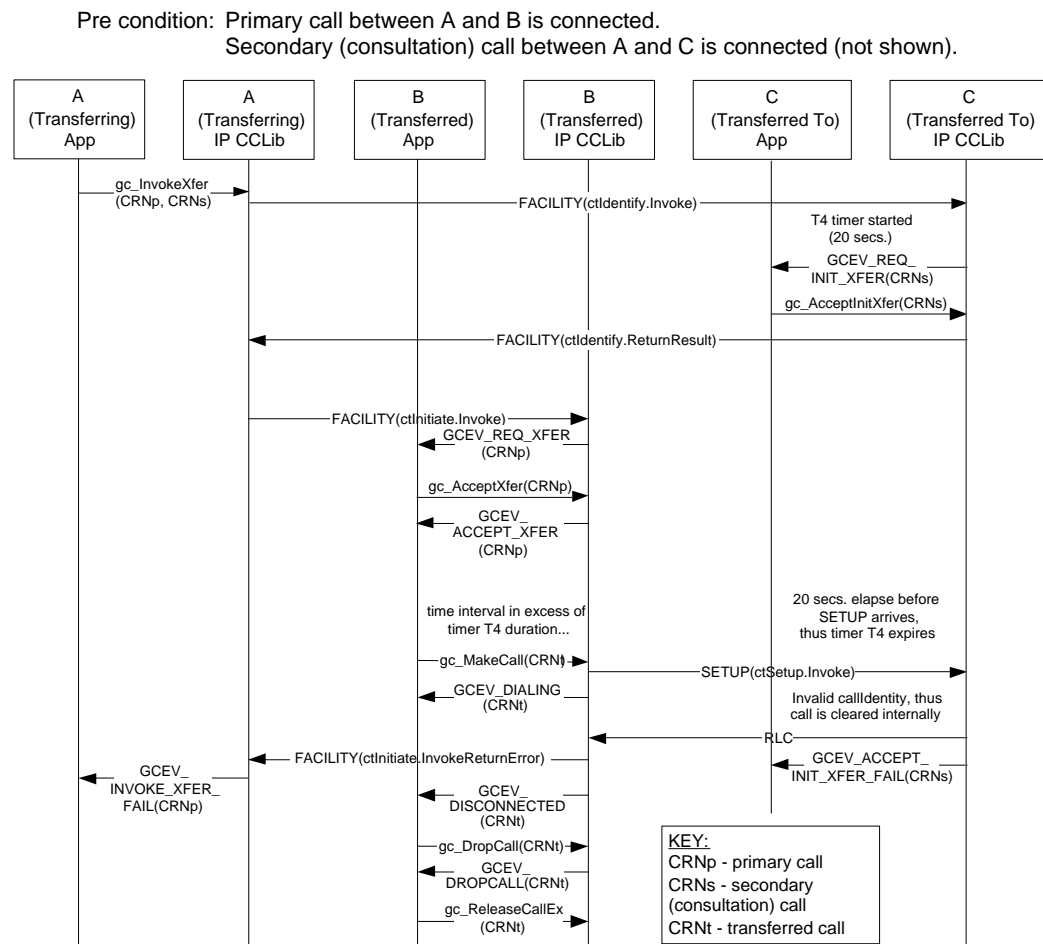 Pre condition: Primary call between A and B is connected.
Secondary (consultation) call between A and C is connected (not shown).
A
(Transferring)
App
A
(Transferring)
IP CCLib
B
(Transferred)
App
B
(Transferred)
IP CCLib
C
(Transferred To)
App
C
(Transferred To)
IP CCLib
gc_InvokeXfer
(CRNp, CRNs)
FACILITY(ctIdentify.Invoke)
T4 timer started
(20 secs.)
GCEV_REQ_
INIT_XFER(CRNs)
gc_AcceptInitXfer(CRNs)
FACILITY(ctIdentify.ReturnResult)
FACILITY(ctInitiate.Invoke)
GCEV_REQ_XFER
(CRNp)
gc_AcceptXfer(CRNp)
GCEV_
ACCEPT_XFER
(CRNp)
time interval in excess of
timer T4 duration...
20 secs. elapse before
SETUP arrives,
thus timer T4 expires
gc_MakeCall(CRNt)
SETUP(ctSetup.Invoke)
GCEV_DIALING
(CRNt)
Invalid callIdentity, thus
call is cleared internally
RLC
FACILITY(ctInitiate.InvokeReturnError)
GCEV_ACCEPT_
INIT_XFER_FAIL(CRNs)
GCEV_
INVOKE_XFER_
FAIL(CRNp)
GCEV_
DISCONNECTED
(CRNt)
gc_DropCall(CRNt)
GCEV_
DROPCALL(CRNt)
gc_ReleaseCallEx
(CRNt)
KEY:
CRNp - primary call
CRNs - secondary
(consultation) call
CRNt - transferred call